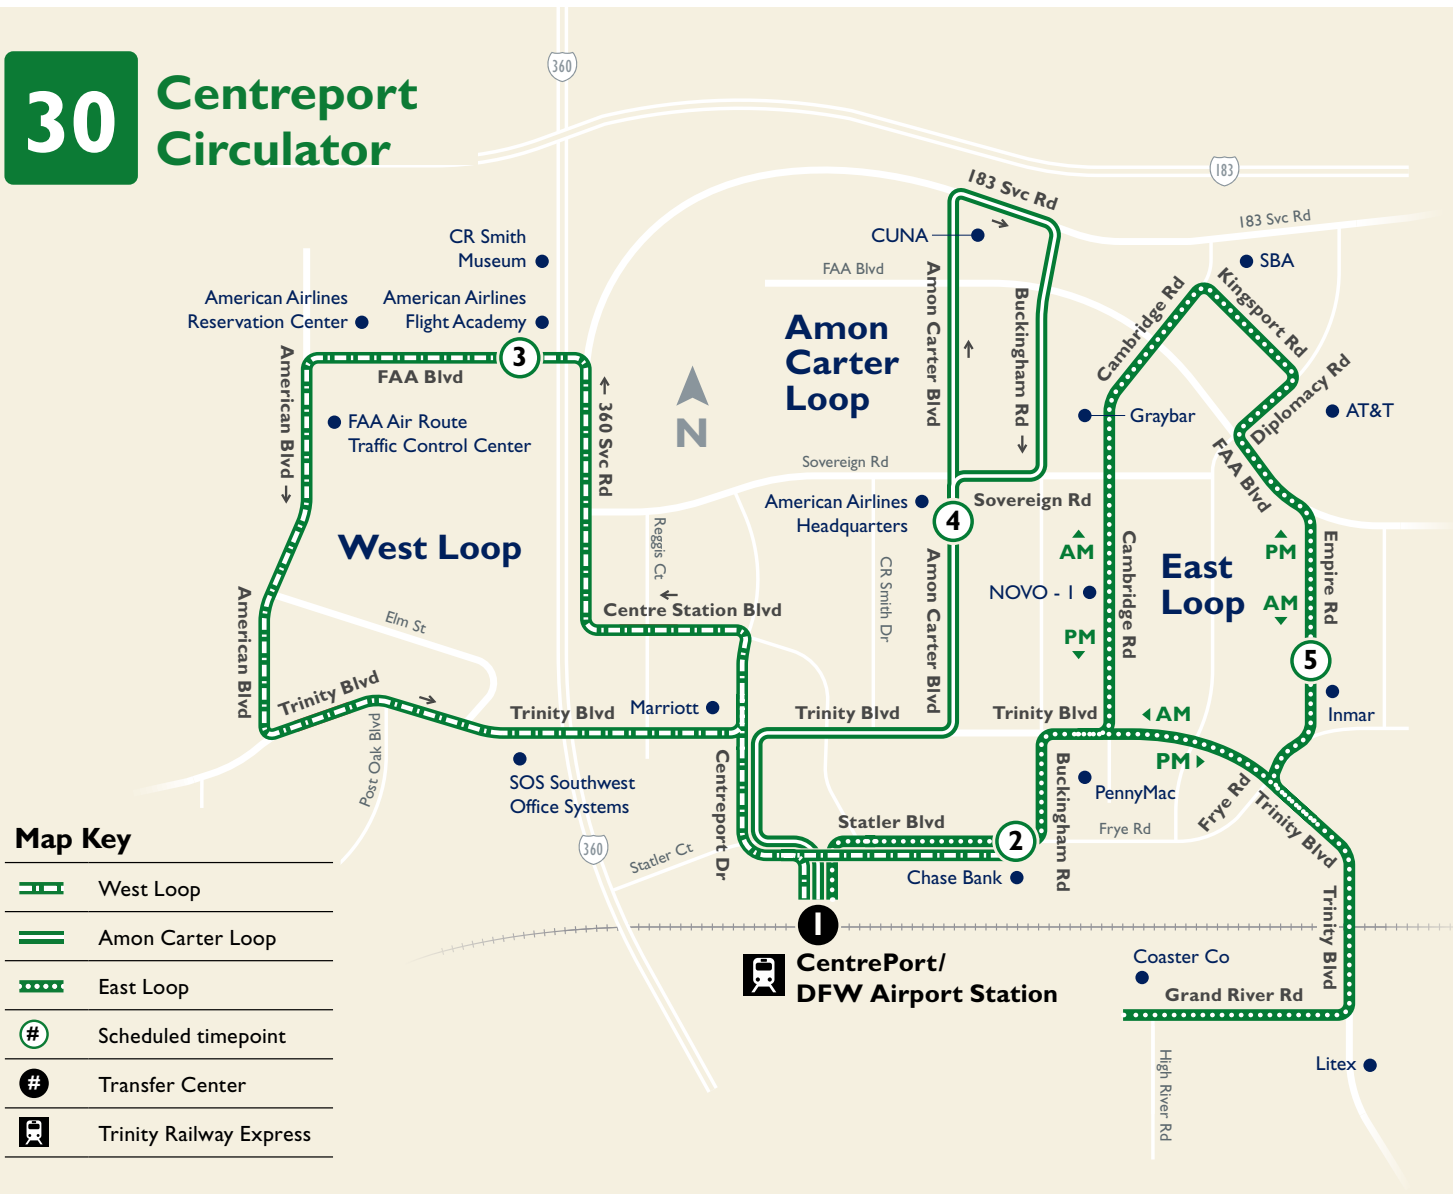 30
Centreport
Circulator
360
183
183 Svc Rd
183 Svc Rd
CR Smith
Museum
CUNA
SBA
American Airlines
Reservation Center
American Airlines
Flight Academy
FAA Blvd
Amon Carter Blvd
Buckingham Rd
Cambridge Rd
Kingsport Rd
Amon
Carter
Loop
3
FAA Blvd
American Blvd
360 Svc Rd
N
Diplomacy Rd
AT&T
Graybar
FAA Air Route
Traffic Control Center
FAA Blvd
Sovereign Rd
Sovereign Rd
American Airlines
Headquarters
4
West Loop
Reggis Ct
CR Smith Dr
Amon Carter Blvd
AM
PM
Cambridge Rd
East
Loop
PM
AM
Empire Rd
NOVO - 1
Centre Station Blvd
Elm St
American Blvd
5
Inmar
Trinity Blvd
Trinity Blvd
Marriott
Trinity Blvd
Trinity Blvd
AM
PM
Post Oak Blvd
SOS Southwest
Office Systems
Centreport Dr
Buckingham Rd
PennyMac
Frye Rd
Trinity Blvd
Statler Blvd
2
Frye Rd
360
Statler Ct
Chase Bank
Trinity Blvd
1
CentrePort/
DFW Airport Station
Coaster Co
Grand River Rd
Litex
High River Rd
Map Key
West Loop
Amon Carter Loop
East Loop
# Scheduled timepoint
# Transfer Center
Trinity Railway Express